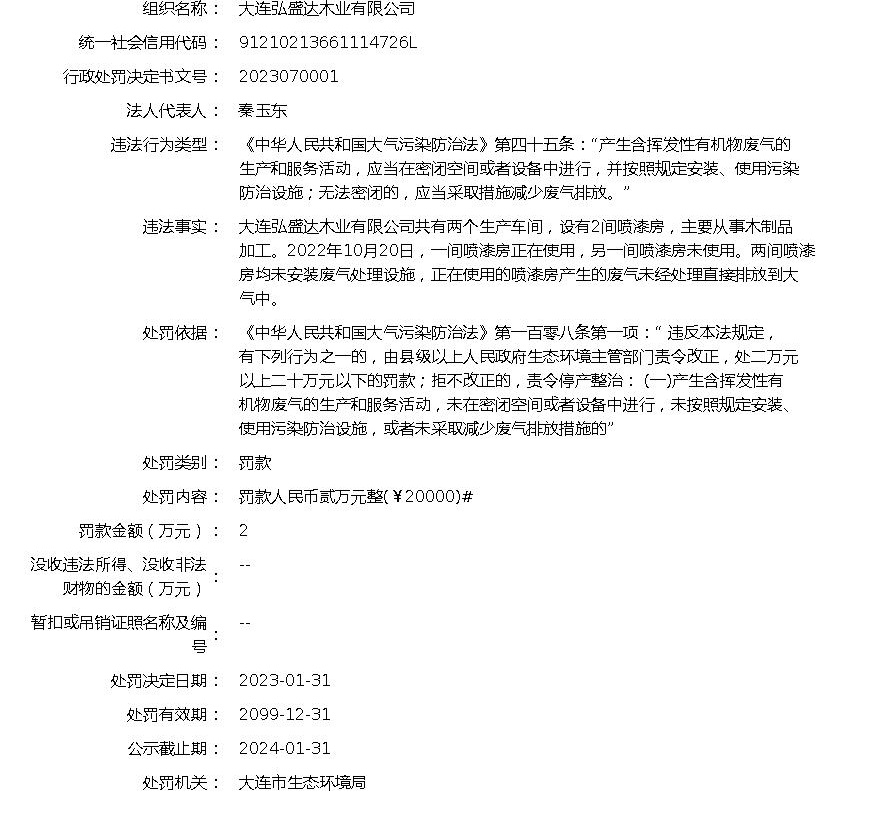 组织名称： 大连弘盛达木业有限公司
统一社会信用代码： 91210213661114726L
行政处罚决定书文号： 2023070001
法人代表人： 秦玉东
违法行为类型： 《中华人民共和国大气污染防治法》第四十五条：“产生含挥发性有机物废气的
生产和服务活动，应当在密闭空间或者设备中进行，并按照规定安装、使用污染
防治设施；无法密闭的，应当采取措施减少废气排放。”
违法事实： 大连弘盛达木业有限公司共有两个生产车间，设有2间喷漆房，主要从事木制品
加工。2022年10月20日，一间喷漆房正在使用，另一间喷漆房未使用。两间喷漆
房均未安装废气处理设施，正在使用的喷漆房产生的废气未经处理直接排放到大
气中。
处罚依据： 《中华人民共和国大气污染防治法》第一百零八条第一项：“ 违反本法规定，
有下列行为之一的，由县级以上人民政府生态环境主管部门责令改正，处二万元
以上二十万元以下的罚款；拒不改正的，责令停产整治： (一)产生含挥发性有
机物废气的生产和服务活动，未在密闭空间或者设备中进行，未按照规定安装、
使用污染防治设施，或者未采取减少废气排放措施的”
处罚类别： 罚款
处罚内容： 罚款人民币贰万元整(￥20000)#
罚款金额（万元）： 2
没收违法所得、没收非法
财物的金额（万元）： --
暂扣或吊销证照名称及编
号： --
处罚决定日期： 2023-01-31
处罚有效期： 2099-12-31
公示截止期： 2024-01-31
处罚机关： 大连市生态环境局